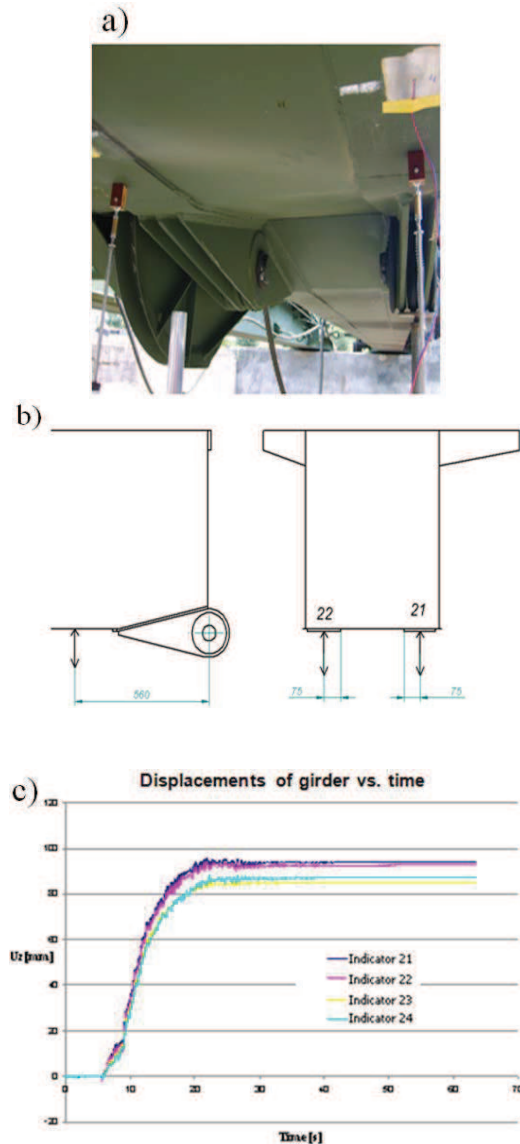 a)
b)
22 21
560
75 75
c)
Displacements of girder vs. time
120
100
80
60
Uz [mm]
40
20
0
-20
Indicator 21
Indicator 22
Indicator 23
Indicator 24
0 10 20 30 40 50 60 70
Time [s]